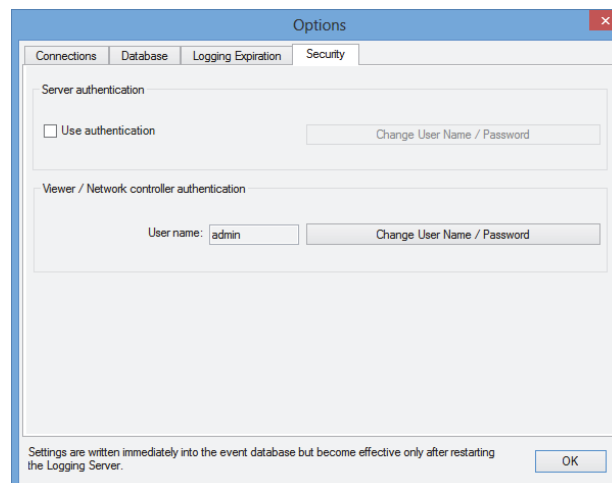 Options
Connections Database Logging Expiration Security
Server authentication
Use authentication Change User Name / Password
Viewer / Network controller authentication
User name: admin Change User Name / Password
Settings are written immediately into the event database but become effective only after restarting
the Logging Server.
OK